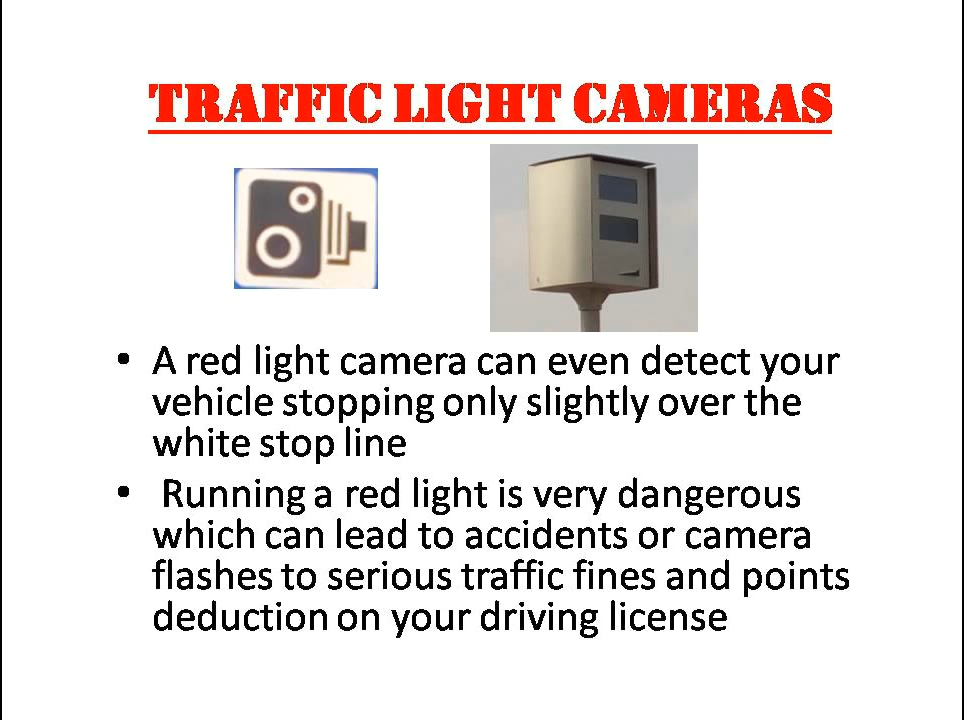 TRAFFIC LIGHT CAMERAS
• A red light camera can even detect your
vehicle stopping only slightly over the
white stop line
• Running a red light is very dangerous
which can lead to accidents or camera
flashes to serious traffic fines and points
deduction on your driving license